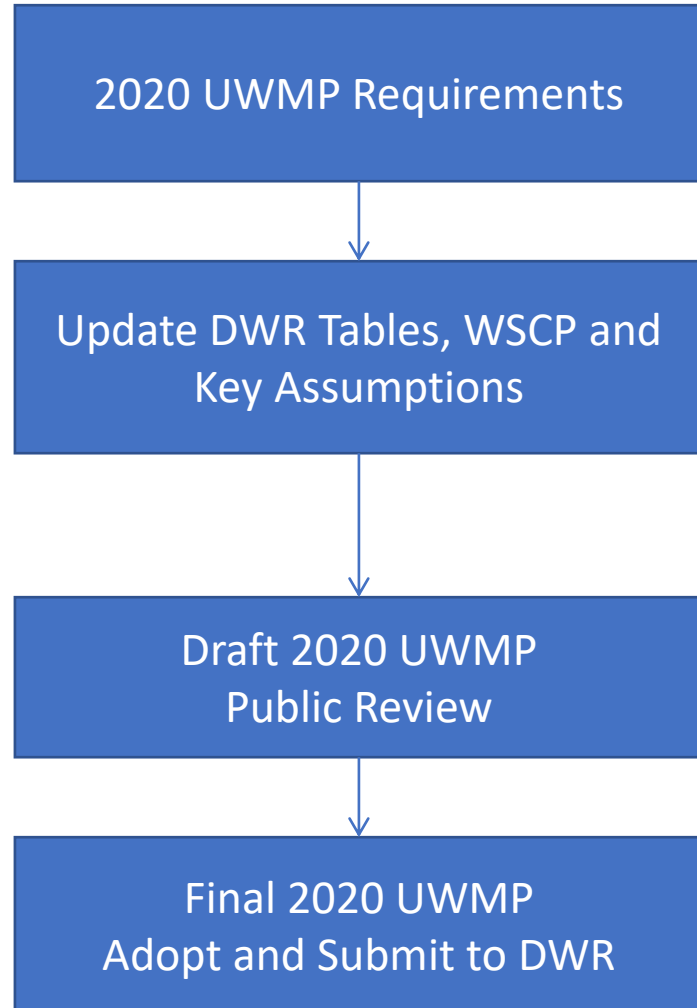 2020 UWMP Requirements
Update DWR Tables, WSCP and
Key Assumptions
Draft 2020 UWMP
Public Review
Final 2020 UWMP
Adopt and Submit to DWR